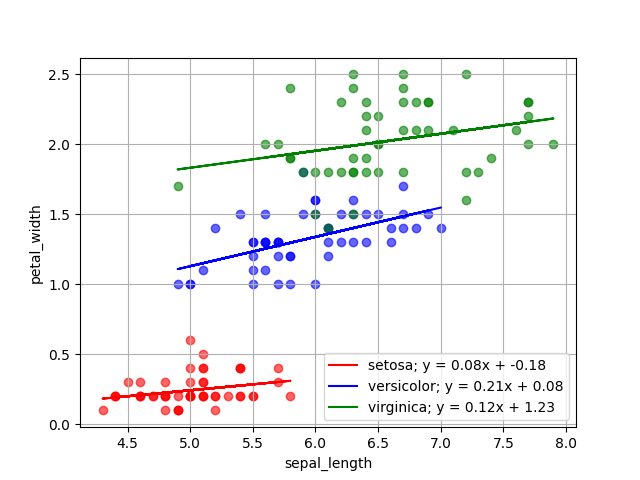 2.5
2.0
1.5
1.0
0.5
0.0
petal_width
setosa; y = 0.08x + -0.18
versicolor; y = 0.21x + 0.08
virginica; y = 0.12x + 1.23
4.5 5.0 5.5 6.0 6.5 7.0 7.5 8.0
sepal_length